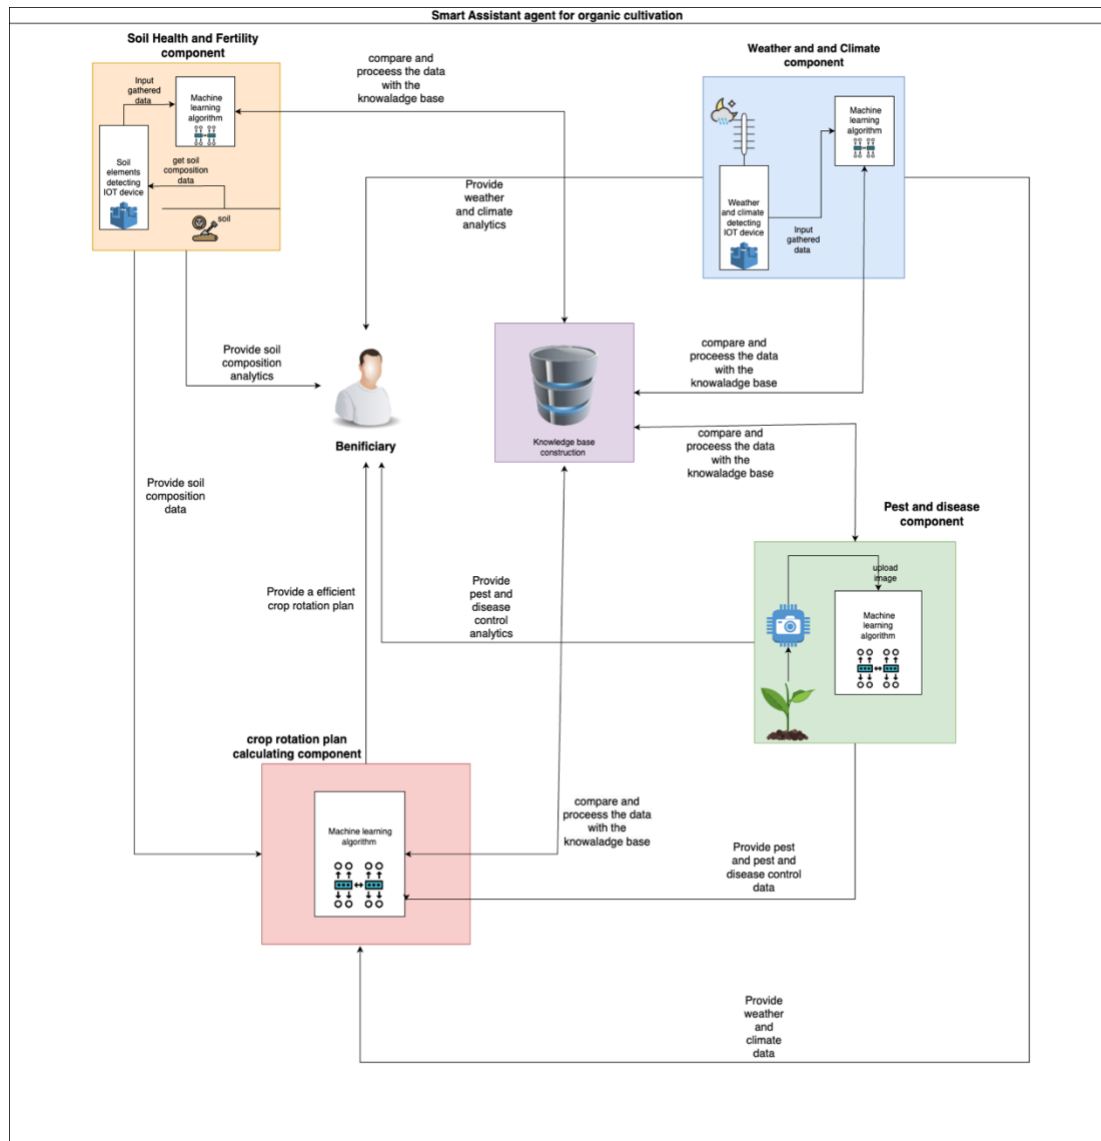 Smart Assistant agent for organic cultivation
Soil Health and Fertility
component
Input
gathered
data
Machine
learning
algorithm
Soil
elements
detecting
IOT device
get soil
composition
data
soil
compare and
proceess the data
with the
knowaladge base
Weather and and Climate
component
Machine
learning
algorithm
Weather
and climate
detecting
IOT device
Input
gathered
data
Provide
weather
and climate
analytics
Provide soil
composition
analytics
Benificiary
Knowledge base
construction
compare and
proceess the data
with the
knowaladge base
compare and
proceess the data
with the
knowaladge base
Provide soil
composition
data
Pest and disease
component
upload
image
Machine
learning
algorithm
Provide a efficient
crop rotation plan
Provide
pest and
disease
control
analytics
crop rotation plan
calculating component
Machine learning
algorithm
compare and
proceess the data
with the
knowaladge base
Provide pest
and pest and
disease control
data
Provide
weather
and
climate
data